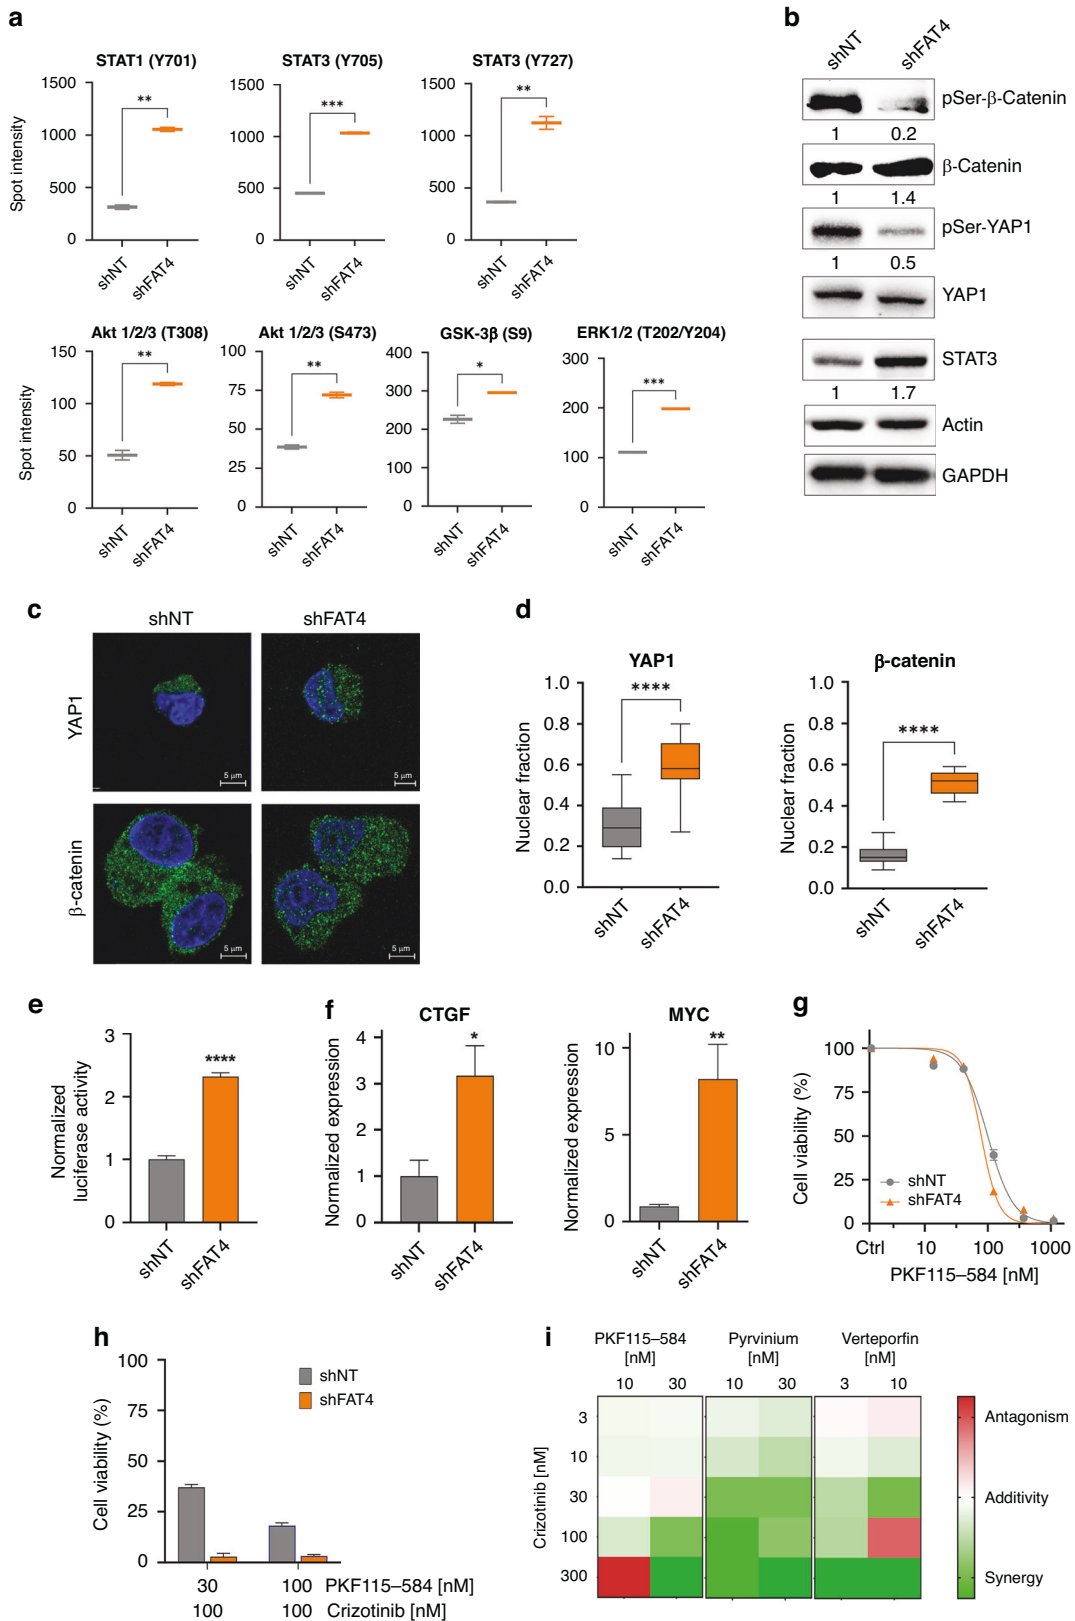 a
STAT1 (Y701)
STAT3 (Y705)
STAT3 (Y727)
Spot intensity
1500
1000
500
0
**
shNT
shFAT4
1500
1000
500
0
***
shNT
shFAT4
1500
1000
500
0
**
shNT
shFAT4
Akt 1/2/3 (T308)
Akt 1/2/3 (S473)
GSK-3β (S9)
ERK1/2 (T202/Y204)
Spot intensity
150
100
50
0
**
shNT
shFAT4
100
75
50
25
0
**
shNT
shFAT4
400
300
200
100
0
*
shNT
shFAT4
300
200
100
0
***
shNT
shFAT4
b
shNT
shFAT4
pSer-β-Catenin
1 0.2
β-Catenin
1 1.4
pSer-YAP1
1 0.5
YAP1
STAT3
1 1.7
Actin
GAPDH
c
shNT
shFAT4
YAP1
5 µm
5 µm
β-catenin
5 µm
5 µm
d
YAP1
Nuclear fraction
1.0
0.8
0.6
0.4
0.2
0.0
****
shNT
shFAT4
β-catenin
Nuclear fraction
1.0
0.8
0.6
0.4
0.2
0.0
****
shNT
shFAT4
e
Normalized
luciferase activity
3
2
1
0
****
shNT
shFAT4
f
CTGF
Normalized expression
4
3
2
1
0
*
shNT
shFAT4
MYC
Normalized expression
10
5
0
**
shNT
shFAT4
g
Cell viability (%)
100
75
50
25
0
shNT
shFAT4
Ctrl 10 100 1000
PKF115–584 [nM]
h
Cell viability (%)
100
75
50
25
0
shNT
shFAT4
30 100 PKF115–584 [nM]
100 100 Crizotinib [nM]
i
PKF115–584
[nM]
Pyrvinium
[nM]
Verteporfin
[nM]
10 30 10 30 3 10
Crizotinib [nM]
3
10
30
100
300
Antagonism
Additivity
Synergy